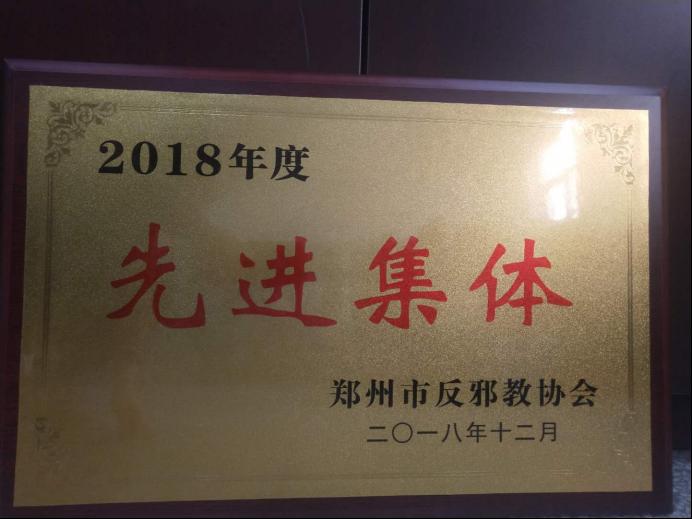 2018年度
先进集体
郑州市反邪教协会
二〇一八年十二月